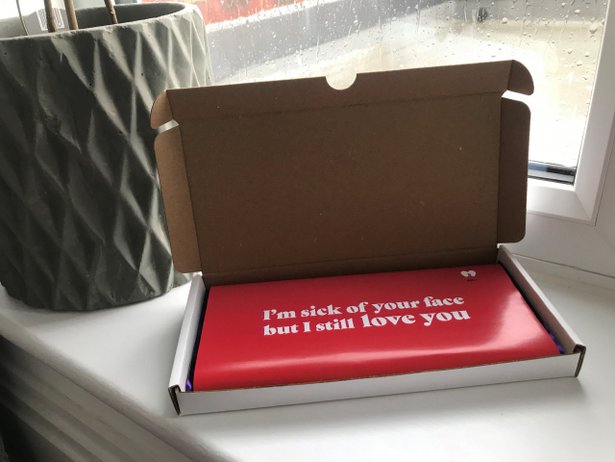 I'm sick of your face
but I still love you